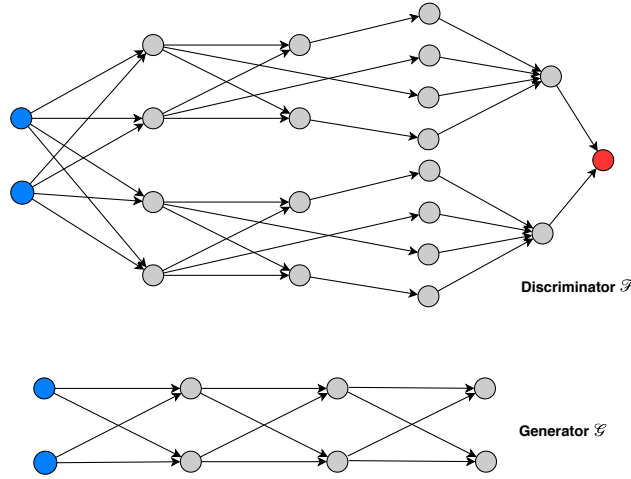 Discriminator ℱ
Generator 𝒢